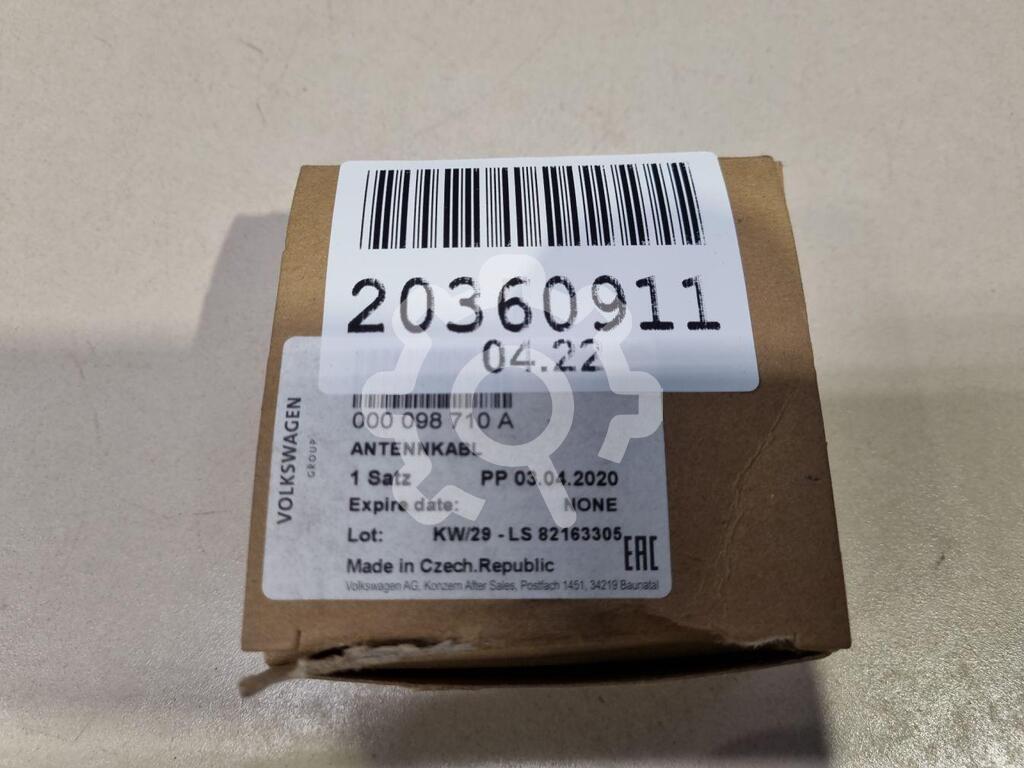 20360911
04.22
VOLKSWAGEN
GROUP
000 098 710 A
ANTENNKABL
1 Satz PP 03.04.2020
Expire date: NONE
Lot: KW/29 - LS 82163305
Made in Czech.Republic
EAC
Volkswagen AG, Konzern After Sales, Postfach 1451, 34219 Baunatal